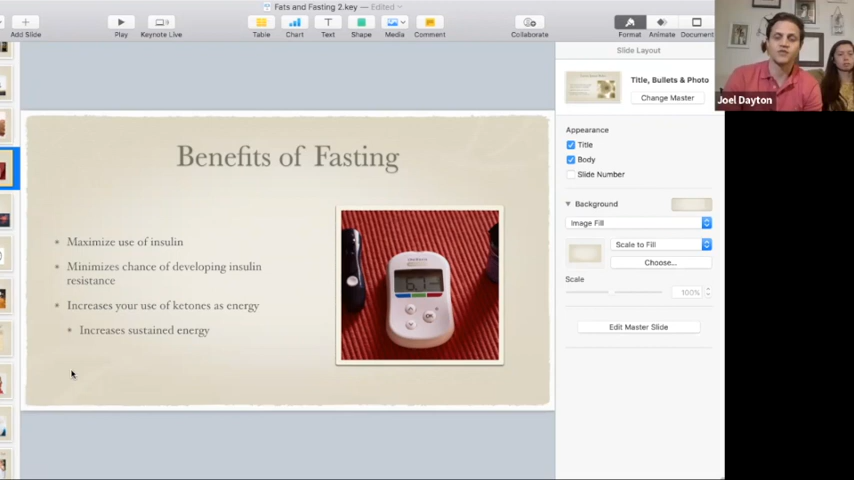 Fats and Fasting 2.key — Edited
Add Slide
Play
Keynote Live
Table
Chart
Text
Shape
Media
Comment
Collaborate
Format
Animate
Document
Slide Layout
Title, Bullets & Photo
Change Master
Joel Dayton
Appearance
Title
Body
Slide Number
Background
Image Fill
Scale to Fill
Choose...
Scale
100%
Edit Master Slide
Benefits of Fasting
Maximize use of insulin
Minimizes chance of developing insulin
resistance
Increases your use of ketones as energy
Increases sustained energy